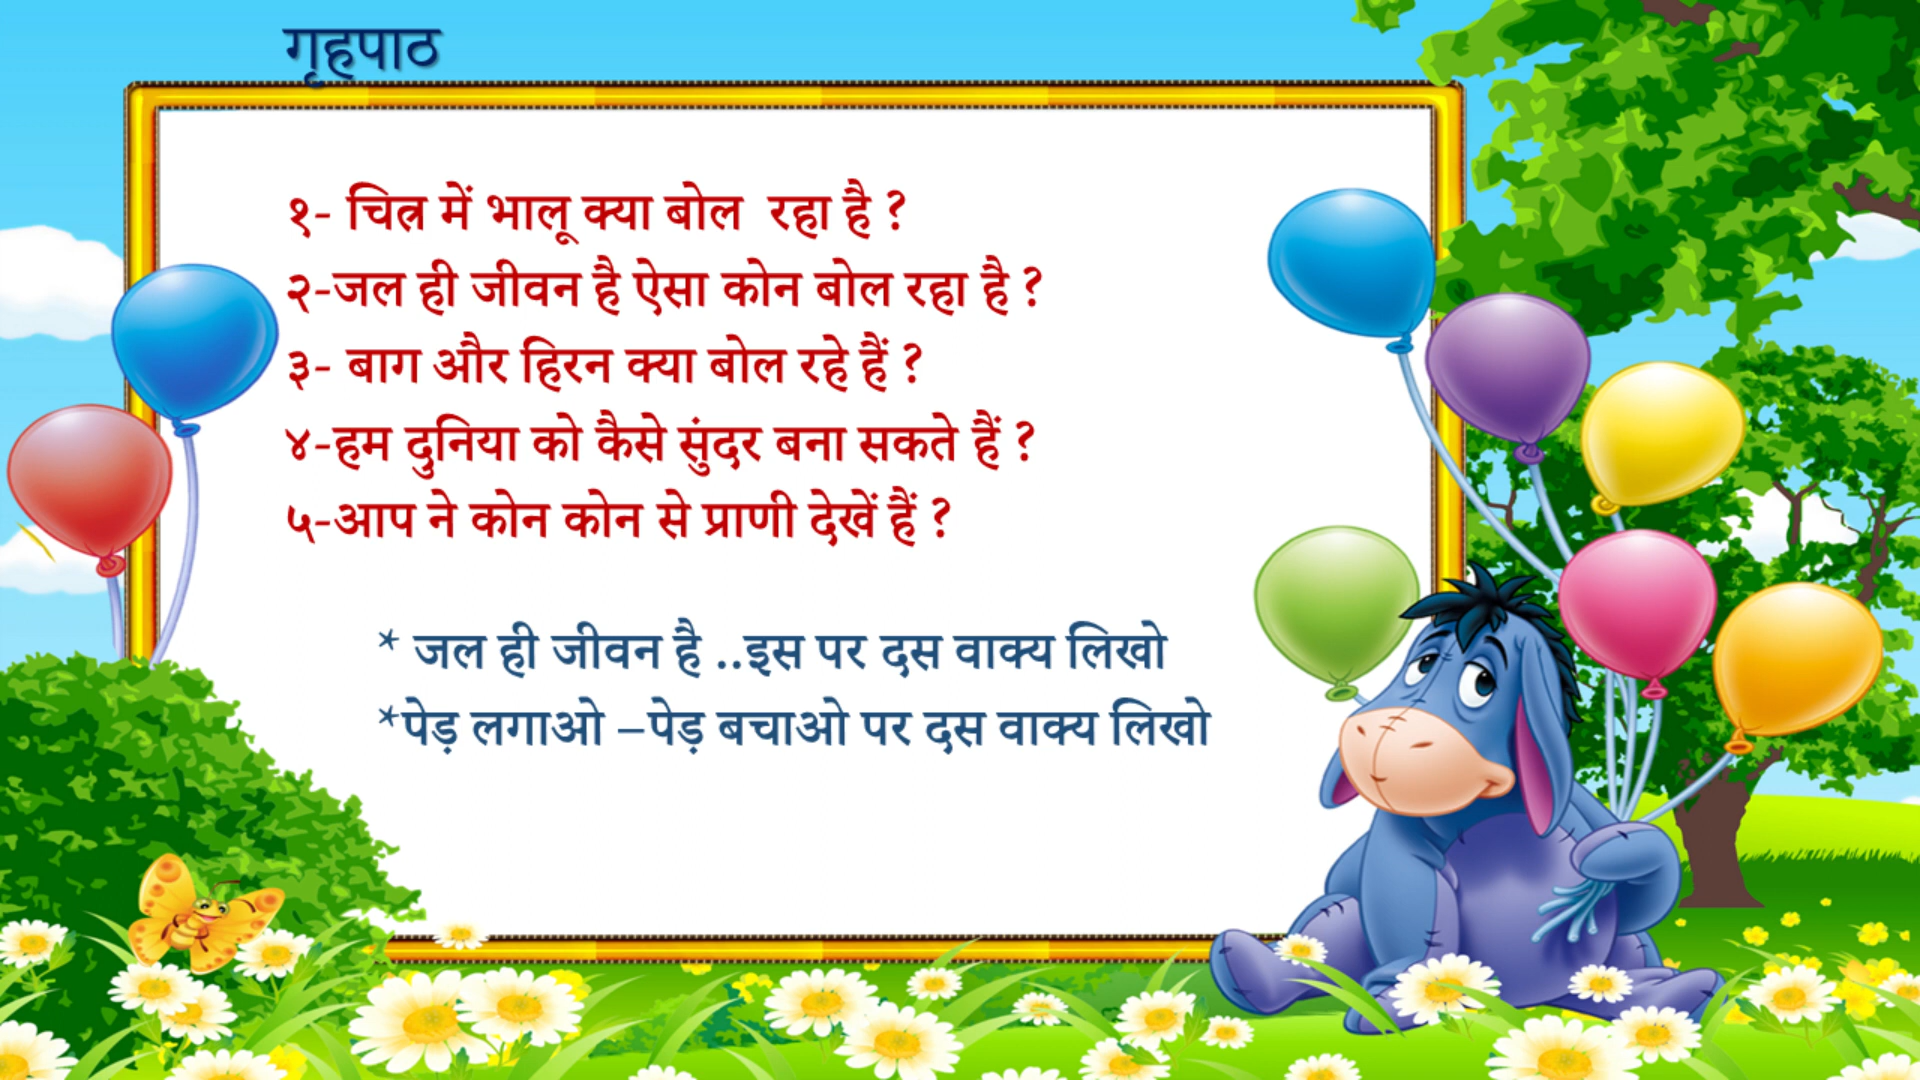 गृहपाठ
१- चित्र में भालू क्या बोल रहा है ?
२-जल ही जीवन है ऐसा कोन बोल रहा है ?
३- बाग और हिरन क्या बोल रहे हैं ?
४-हम दुनिया को कैसे सुंदर बना सकते हैं ?
५-आप ने कोन कोन से प्राणी देखें हैं ?
* जल ही जीवन है ..इस पर दस वाक्य लिखो
*पेड़ लगाओ –पेड़ बचाओ पर दस वाक्य लिखो